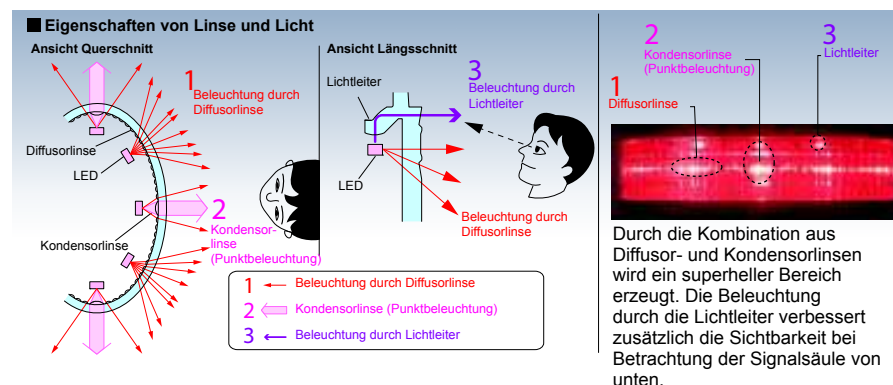 ■ Eigenschaften von Linse und Licht
Ansicht Querschnitt
1
Beleuchtung durch
Diffusorlinse
Diffusorlinse
LED
2
Kondensor-
linse
(Punktbeleuchtung)
Kondensorlinse
Ansicht Längsschnitt
Lichtleiter
3
Beleuchtung durch
Lichtleiter
LED
Beleuchtung durch
Diffusorlinse
1 Beleuchtung durch Diffusorlinse
2 Kondensorlinse (Punktbeleuchtung)
3 Beleuchtung durch Lichtleiter
2
Kondensorlinse
(Punktbeleuchtung)
3
Lichtleiter
1
Diffusorlinse
Durch die Kombination aus
Diffusor- und Kondensorlinsen
wird ein superheller Bereich
erzeugt. Die Beleuchtung
durch die Lichtleiter verbessert
zusätzlich die Sichtbarkeit bei
Betrachtung der Signalsäule von
unten.